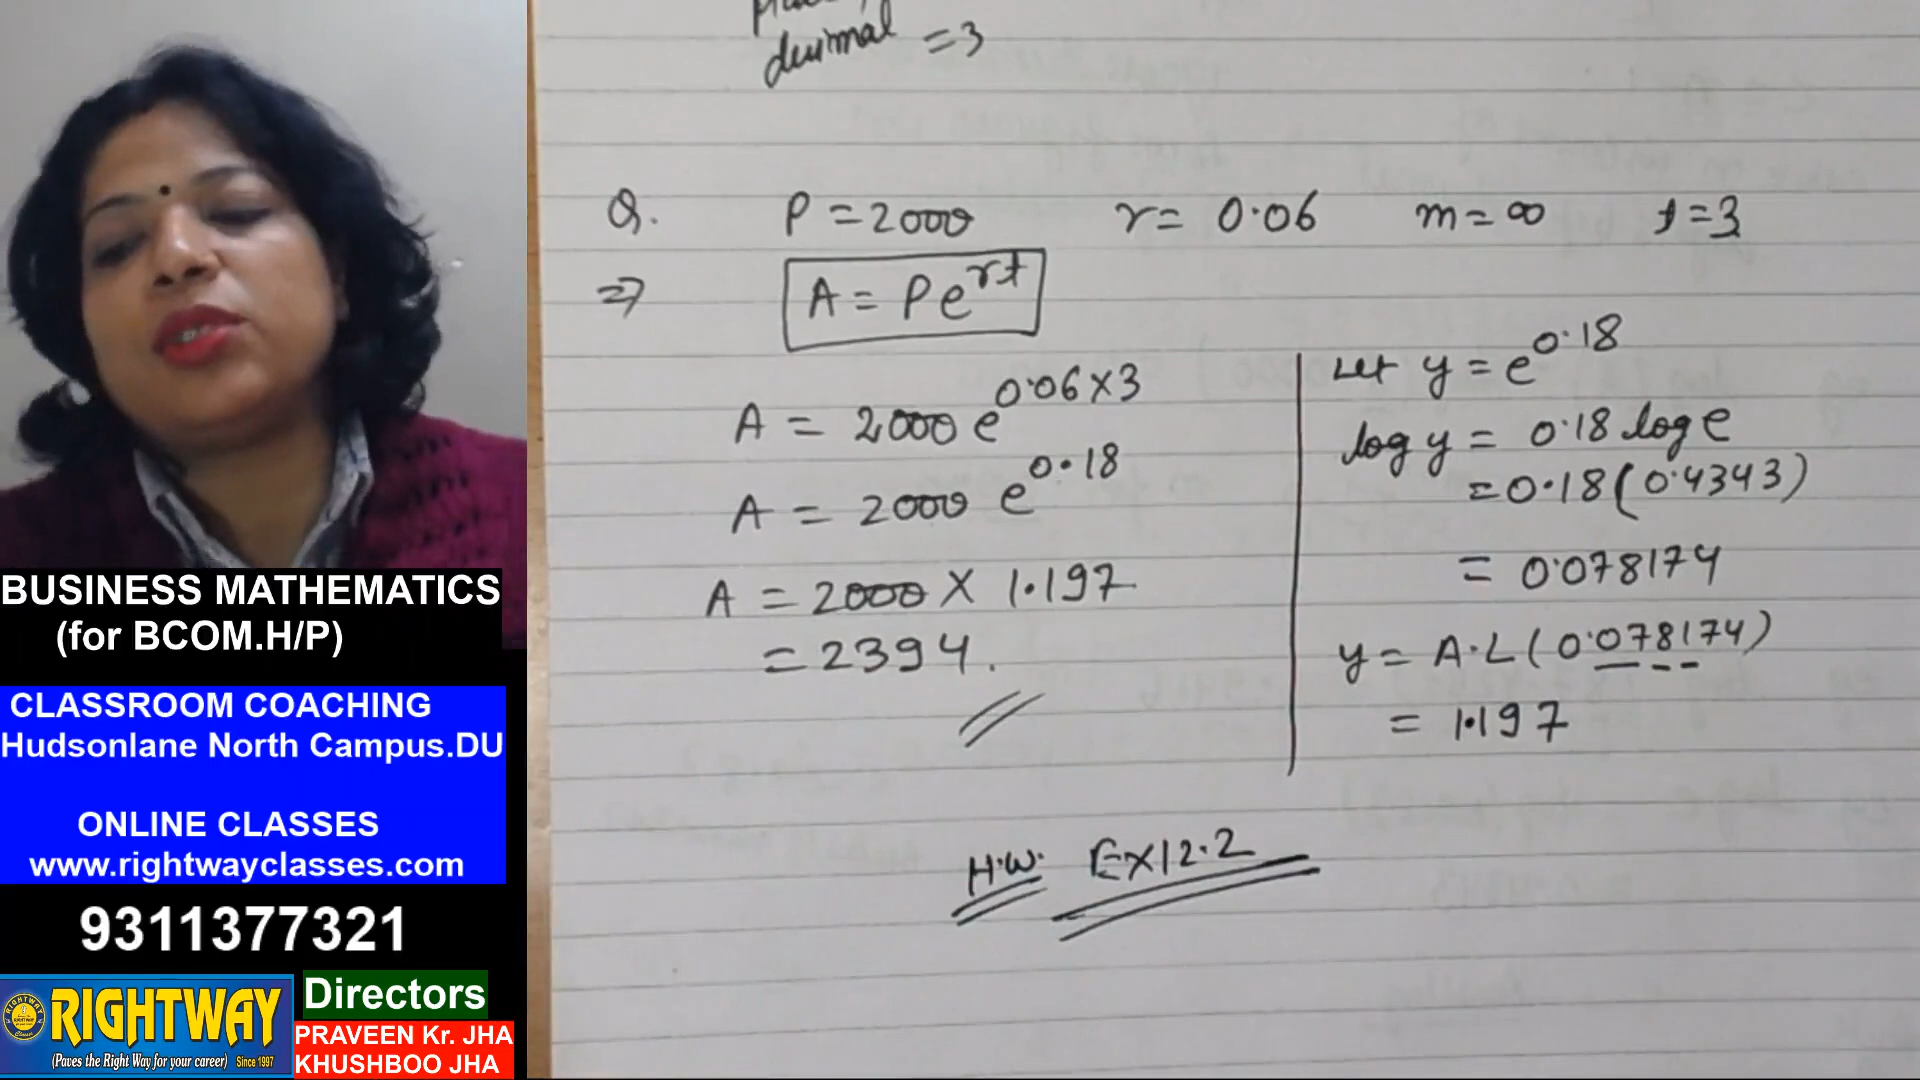 decimal = 3
Q. P = 2000 r = 0.06 m = ∞ t = 3
⇒ A = Pe^rt
A = 2000 e^0.06×3
A = 2000 e^0.18
A = 2000 × 1.197
= 2394.
Let y = e^0.18
log y = 0.18 log e
= 0.18 (0.4343)
= 0.078174
y = A.L (0.078174)
= 1.197
H.W. EX 12.2
BUSINESS MATHEMATICS
(for BCOM.H/P)
CLASSROOM COACHING
Hudsonlane North Campus.DU
ONLINE CLASSES
www.rightwayclasses.com
9311377321
RIGHTWAY
(Paves the Right Way for your career) Since 1997
Directors
PRAVEEN Kr. JHA
KHUSHBOO JHA